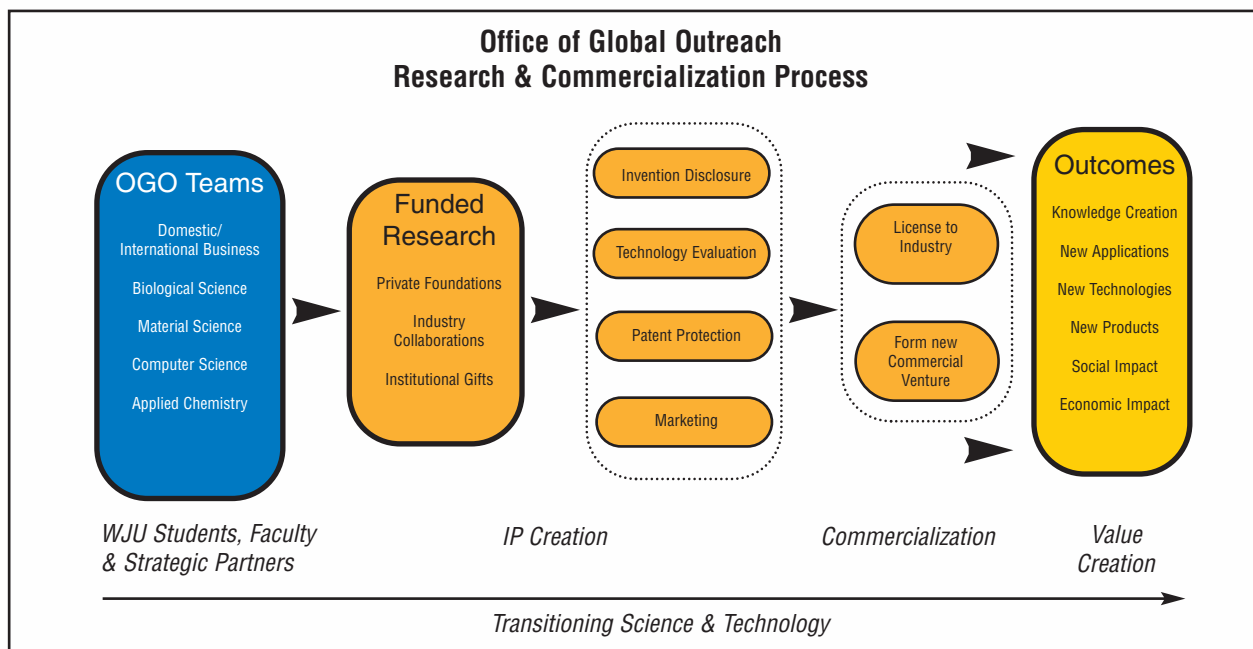 Office of Global Outreach
Research & Commercialization Process
OGO Teams
Domestic/
International Business
Biological Science
Material Science
Computer Science
Applied Chemistry
Funded
Research
Private Foundations
Industry
Collaborations
Institutional Gifts
Invention Disclosure
Technology Evaluation
Patent Protection
Marketing
License to
Industry
Form new
Commercial
Venture
Outcomes
Knowledge Creation
New Applications
New Technologies
New Products
Social Impact
Economic Impact
WJU Students, Faculty
& Strategic Partners
IP Creation
Commercialization
Value
Creation
Transitioning Science & Technology